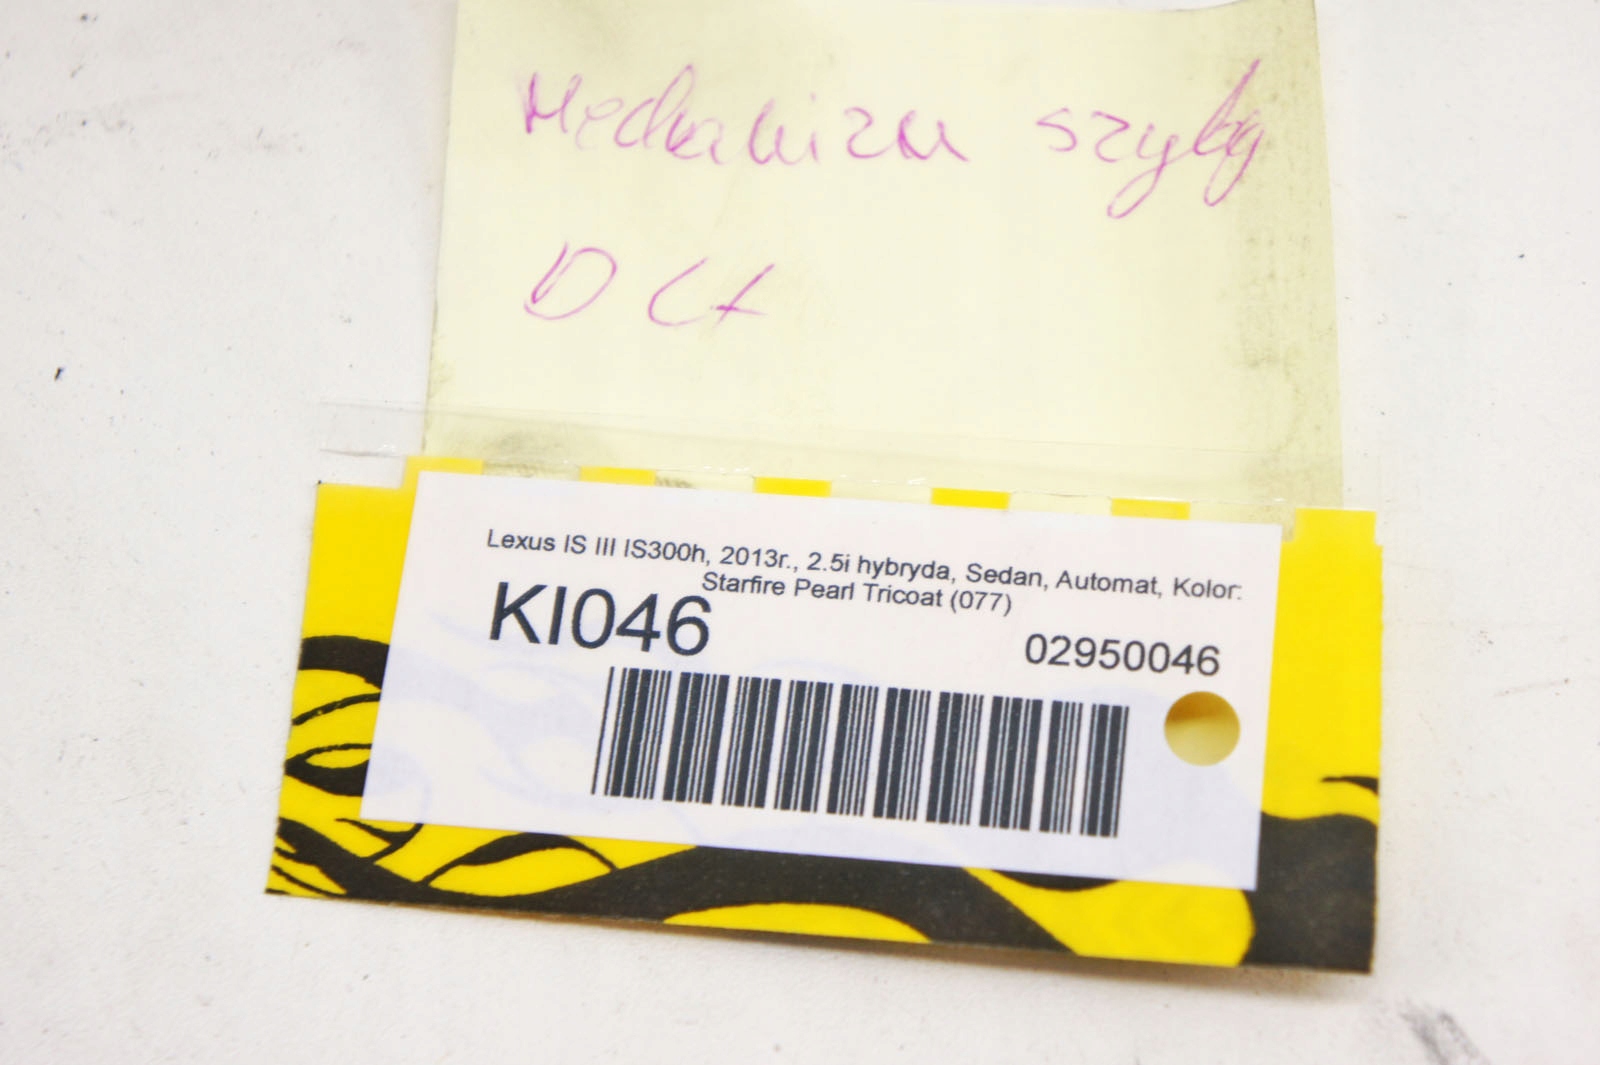 Mechanizm szyby
Lexus IS III IS300h, 2013r., 2.5i hybryda, Sedan, Automat, Kolor:
Starfire Pearl Tricoat (077)
KI046
02950046